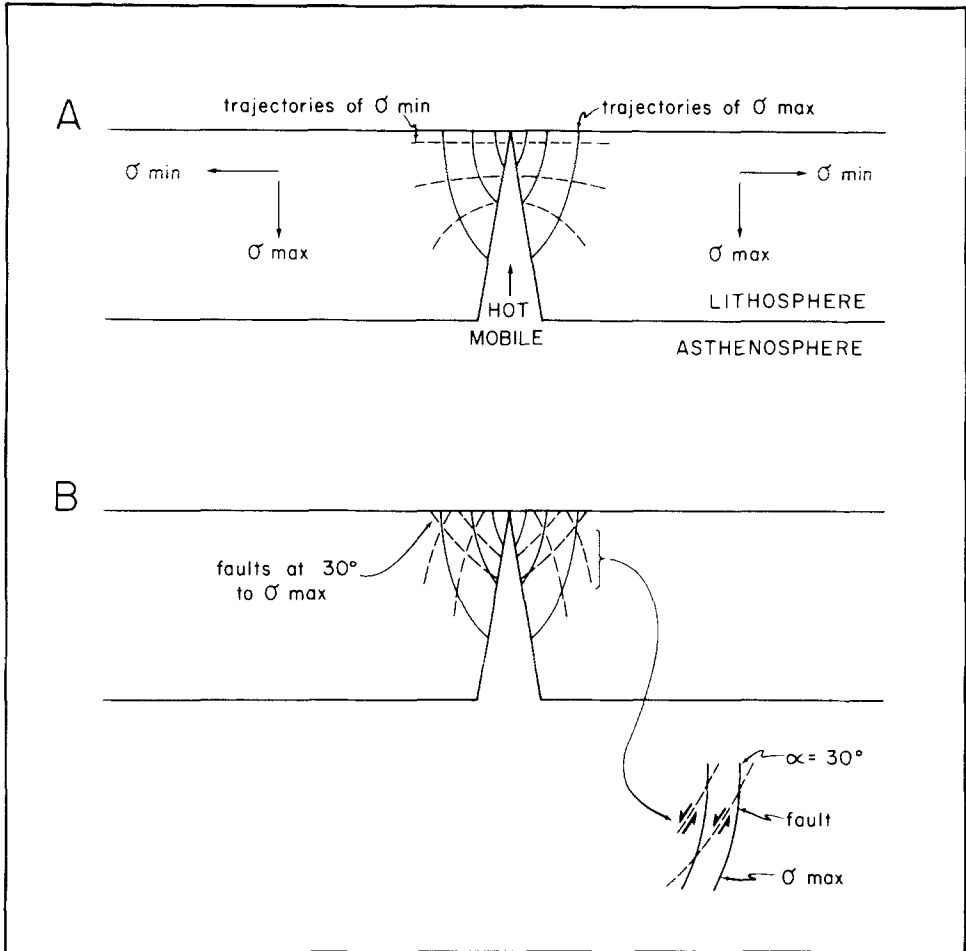 A
trajectories of σ min
trajectories of σ max
σ min
σ max
σ min
σ max
HOT
MOBILE
LITHOSPHERE
ASTHENOSPHERE
B
faults at 30°
to σ max
α = 30°
fault
σ max